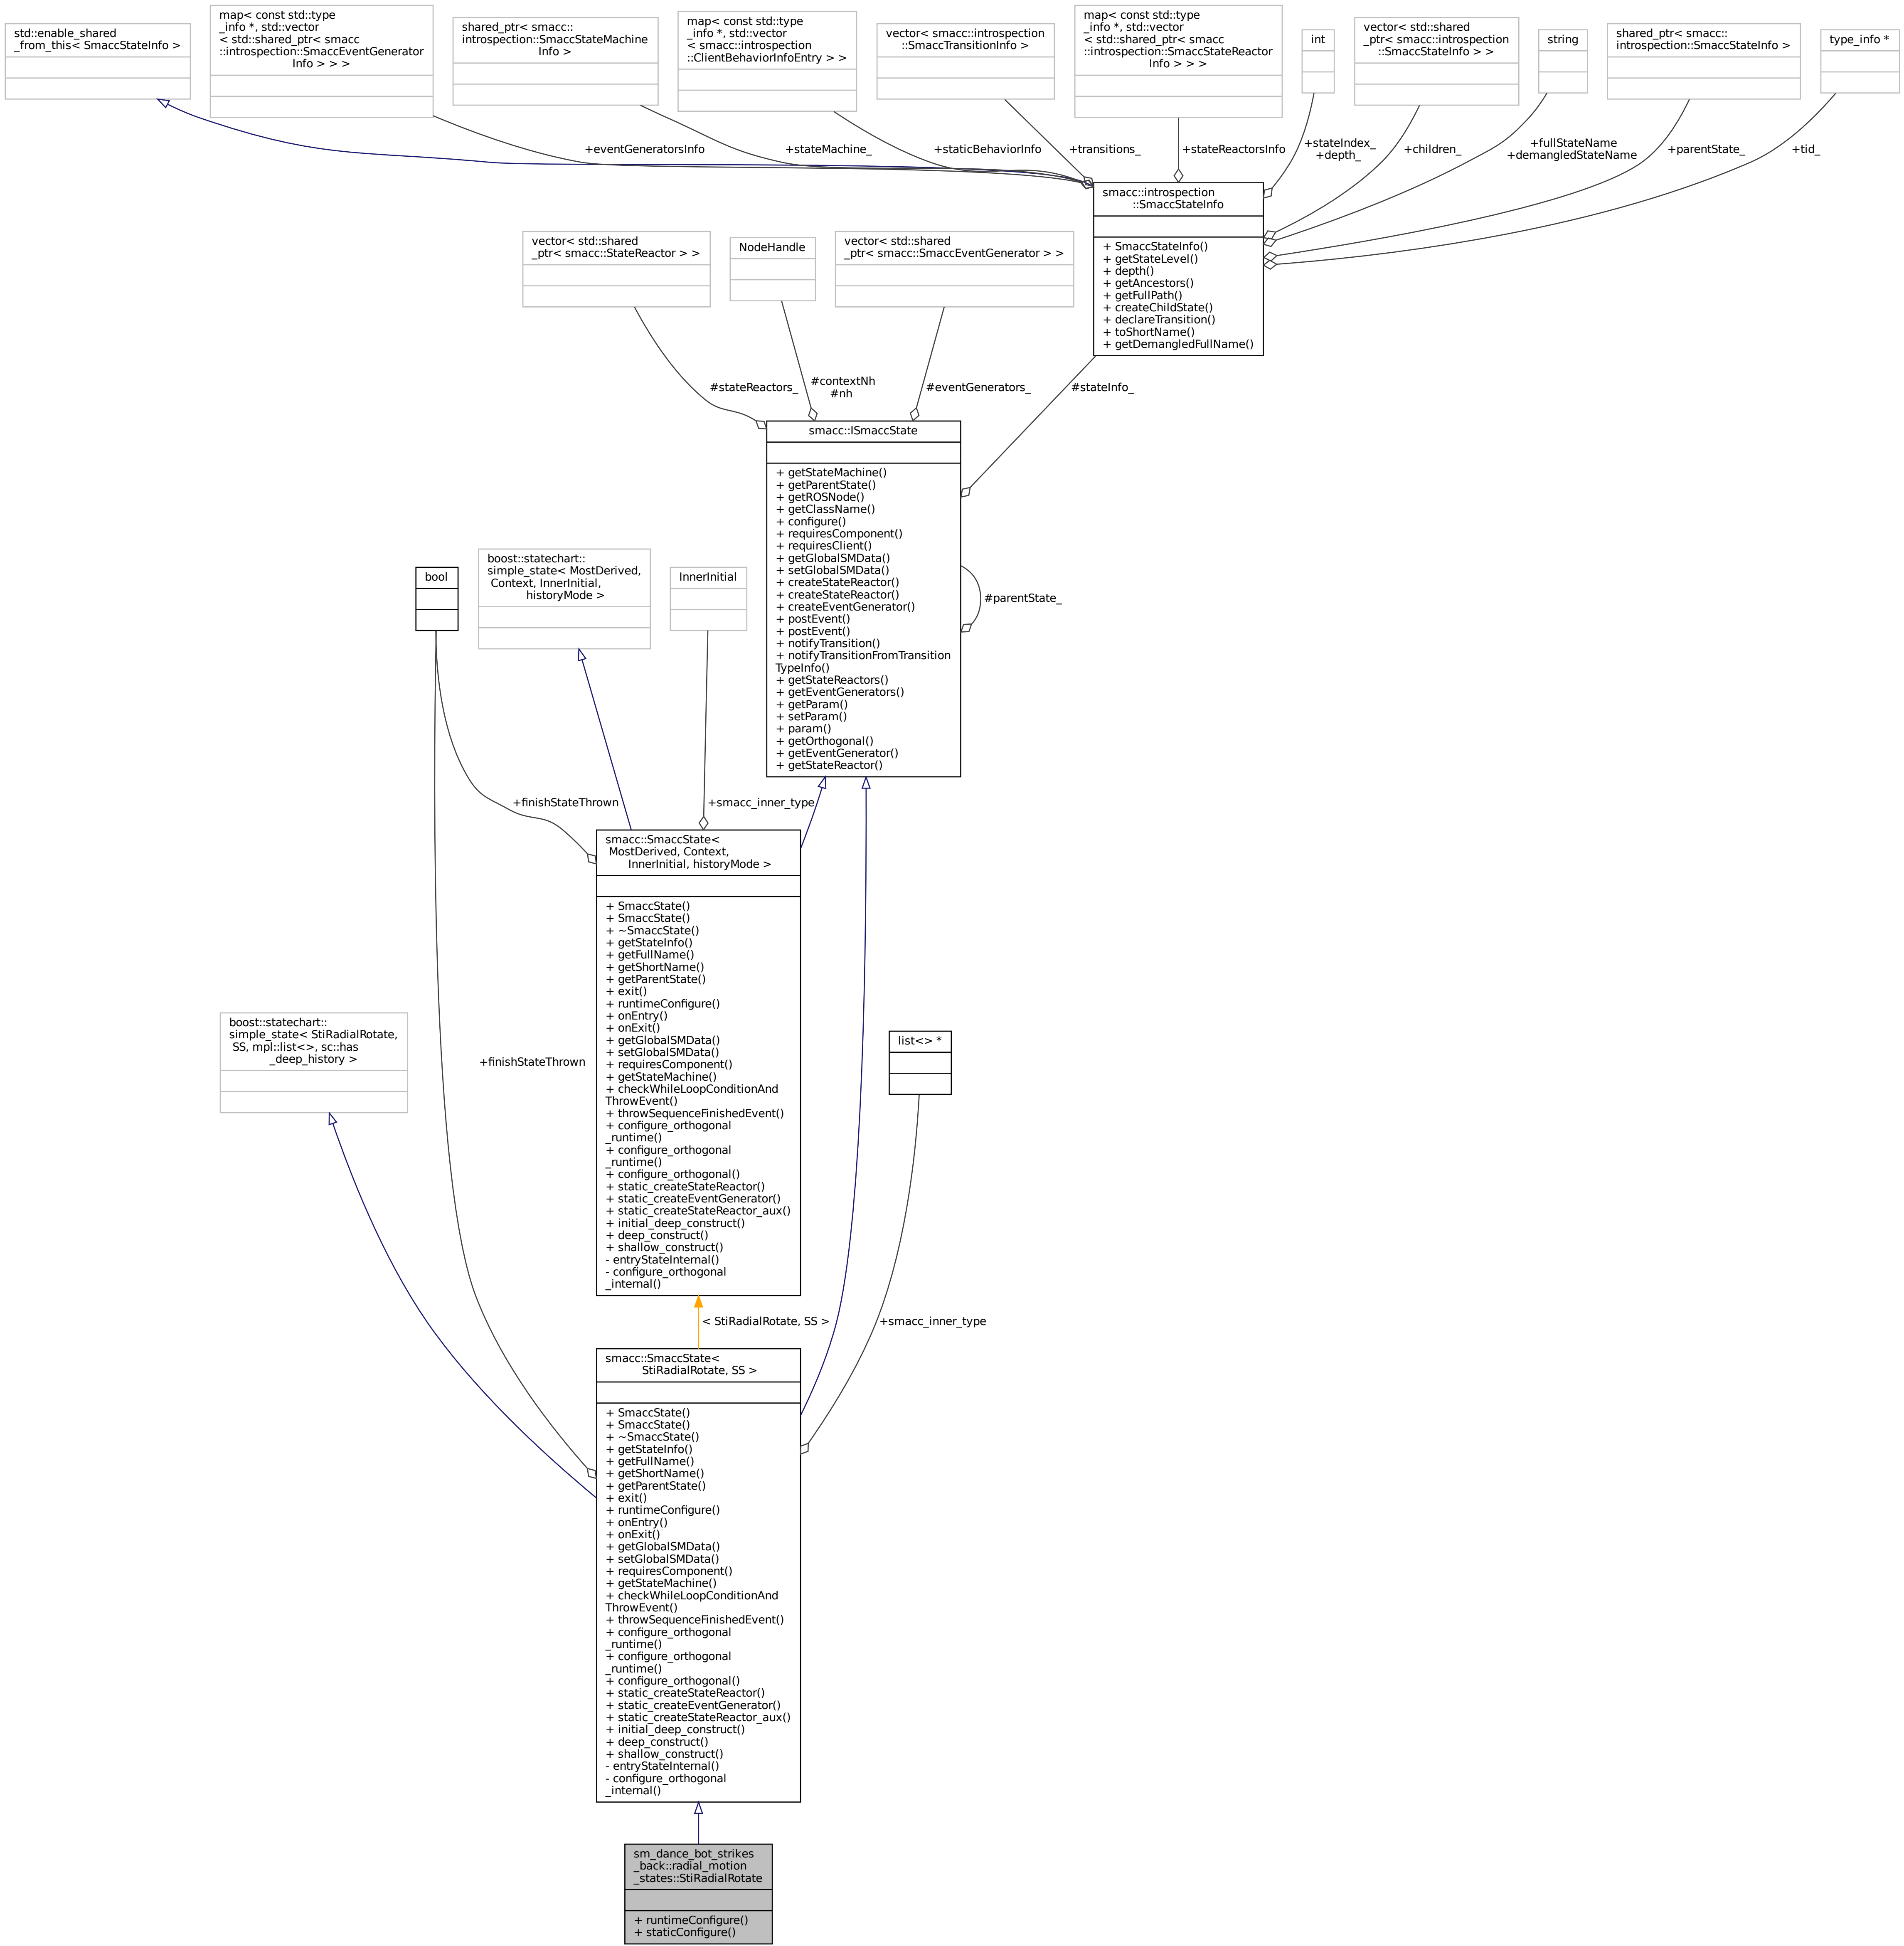 std::enable_shared
_from_this< SmaccStateInfo >
map< const std::type
_info *, std::vector
< std::shared_ptr< smacc
::introspection::SmaccEventGenerator
Info > > >
shared_ptr< smacc::
introspection::SmaccStateMachine
Info >
map< const std::type
_info *, std::vector
< smacc::introspection
::ClientBehaviorInfoEntry > >
vector< smacc::introspection
::SmaccTransitionInfo >
map< const std::type
_info *, std::vector
< std::shared_ptr< smacc
::introspection::SmaccStateReactor
Info > > >
int
vector< std::shared
_ptr< smacc::introspection
::SmaccStateInfo > >
string
shared_ptr< smacc::
introspection::SmaccStateInfo >
type_info *
+eventGeneratorsInfo
+stateMachine_
+staticBehaviorInfo
+transitions_
+stateReactorsInfo
+stateIndex_
+depth_
+children_
+fullStateName
+demangledStateName
+parentState_
+tid_
smacc::introspection
::SmaccStateInfo
+ SmaccStateInfo()
+ getStateLevel()
+ depth()
+ getAncestors()
+ getFullPath()
+ createChildState()
+ declareTransition()
+ toShortName()
+ getDemangledFullName()
vector< std::shared
_ptr< smacc::StateReactor > >
NodeHandle
vector< std::shared
_ptr< smacc::SmaccEventGenerator > >
#stateReactors_
#contextNh
#nh
#eventGenerators_
#stateInfo_
smacc::ISmaccState
+ getStateMachine()
+ getParentState()
+ getROSNode()
+ getClassName()
+ configure()
+ requiresComponent()
+ requiresClient()
+ getGlobalSMData()
+ setGlobalSMData()
+ createStateReactor()
+ createStateReactor()
+ createEventGenerator()
+ postEvent()
+ postEvent()
+ notifyTransition()
+ notifyTransitionFromTransition
TypeInfo()
+ getStateReactors()
+ getEventGenerators()
+ getParam()
+ setParam()
+ param()
+ getOrthogonal()
+ getEventGenerator()
+ getStateReactor()
#parentState_
bool
boost::statechart::
simple_state< MostDerived,
Context, InnerInitial,
historyMode >
InnerInitial
+finishStateThrown
+smacc_inner_type
smacc::SmaccState<
MostDerived, Context,
InnerInitial, historyMode >
+ SmaccState()
+ SmaccState()
+ ~SmaccState()
+ getStateInfo()
+ getFullName()
+ getShortName()
+ getParentState()
+ exit()
+ runtimeConfigure()
+ onEntry()
+ onExit()
+ getGlobalSMData()
+ setGlobalSMData()
+ requiresComponent()
+ getStateMachine()
+ checkWhileLoopConditionAnd
ThrowEvent()
+ throwSequenceFinishedEvent()
+ configure_orthogonal
_runtime()
+ configure_orthogonal
_runtime()
+ configure_orthogonal()
+ static_createStateReactor()
+ static_createEventGenerator()
+ static_createStateReactor_aux()
+ initial_deep_construct()
+ deep_construct()
+ shallow_construct()
- entryStateInternal()
- configure_orthogonal
_internal()
boost::statechart::
simple_state< StiRadialRotate,
SS, mpl::list<>, sc::has
_deep_history >
+finishStateThrown
list<> *
< StiRadialRotate, SS >
+smacc_inner_type
smacc::SmaccState<
StiRadialRotate, SS >
+ SmaccState()
+ SmaccState()
+ ~SmaccState()
+ getStateInfo()
+ getFullName()
+ getShortName()
+ getParentState()
+ exit()
+ runtimeConfigure()
+ onEntry()
+ onExit()
+ getGlobalSMData()
+ setGlobalSMData()
+ requiresComponent()
+ getStateMachine()
+ checkWhileLoopConditionAnd
ThrowEvent()
+ throwSequenceFinishedEvent()
+ configure_orthogonal
_runtime()
+ configure_orthogonal
_runtime()
+ configure_orthogonal()
+ static_createStateReactor()
+ static_createEventGenerator()
+ static_createStateReactor_aux()
+ initial_deep_construct()
+ deep_construct()
+ shallow_construct()
- entryStateInternal()
- configure_orthogonal
_internal()
sm_dance_bot_strikes
_back::radial_motion
_states::StiRadialRotate
+ runtimeConfigure()
+ staticConfigure()